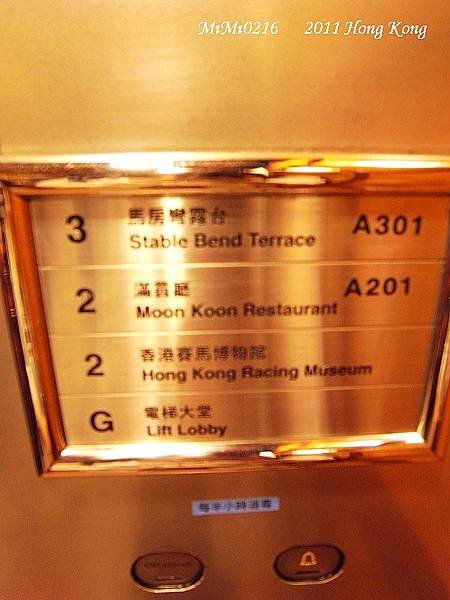 MiMi0216 2011 Hong Kong
3 馬房彎露台 A301
Stable Bend Terrace
2 滿貫廳 A201
Moon Koon Restaurant
2 香港賽馬博物館
Hong Kong Racing Museum
G 電梯大堂
Lift Lobby
每半小時消毒